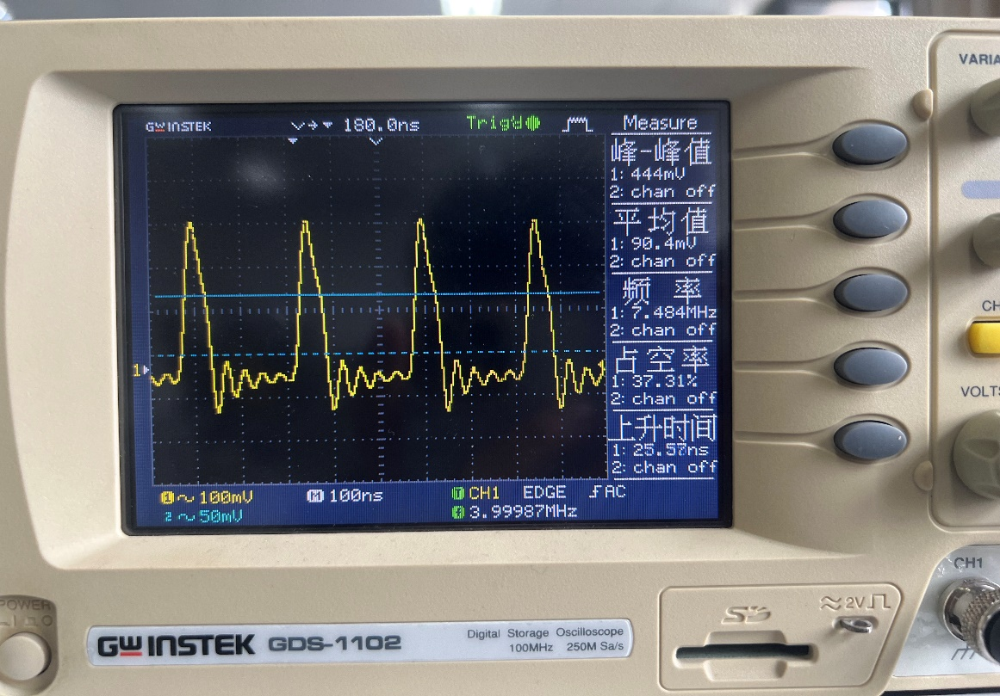 GW INSTEK
180.0ns
Trig'd
Measure
峰-峰值
1: 444mV
2: chan off
平均值
1: 90.4mV
2: chan off
频 率
1: 7.484MHz
2: chan off
占空率
1: 37.31%
2: chan off
上升时间
1: 25.57ns
2: chan off
1
1 100mV
M 100ns
T CH1 EDGE AC
2 50mV
3.99987MHz
VARIA
CH
VOLTS
CH1
POWER
GW INSTEK GDS-1102
Digital Storage Oscilloscope
100MHz 250M Sa/s
SD
2V